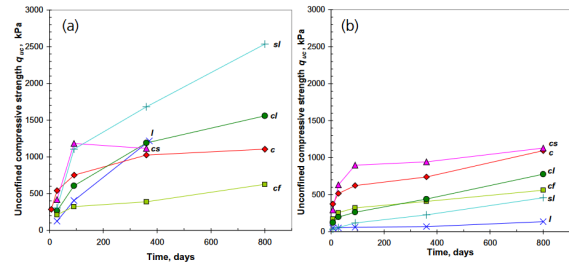 (a)
Unconfined compressive strength q uc, kPa
3000
2500
2000
1500
1000
500
0
sl
cl
l
cs
c
cf
0 200 400 600 800
Time, days
(b)
Unconfined compressive strength q uc, kPa
3000
2500
2000
1500
1000
500
0
cs
c
cl
cf
sl
l
0 200 400 600 800
Time, days